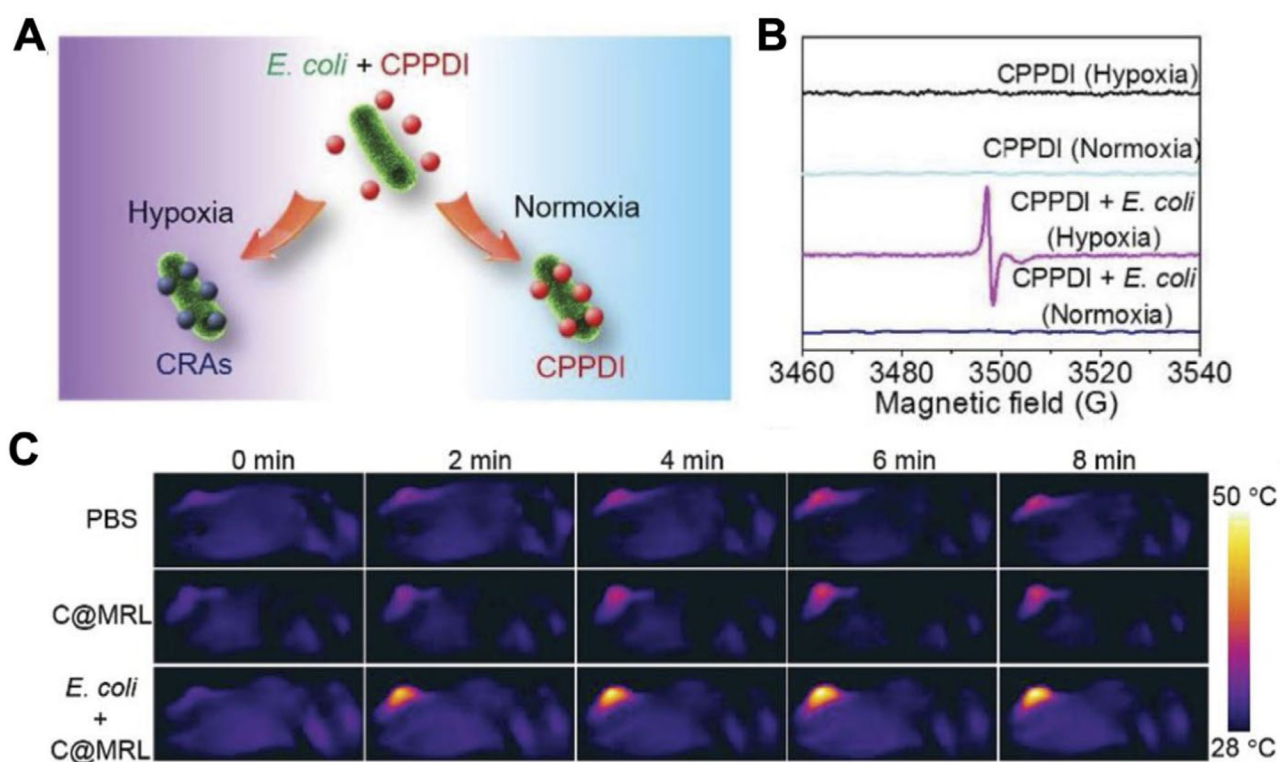 A
E. coli + CPPDI
Hypoxia
Normoxia
CRAs
CPPDI
B
CPPDI (Hypoxia)
CPPDI (Normoxia)
CPPDI + E. coli
(Hypoxia)
CPPDI + E. coli
(Normoxia)
3460 3480 3500 3520 3540
Magnetic field (G)
C
0 min 2 min 4 min 6 min 8 min
PBS
C@MRL
E. coli
+
C@MRL
50 °C
28 °C